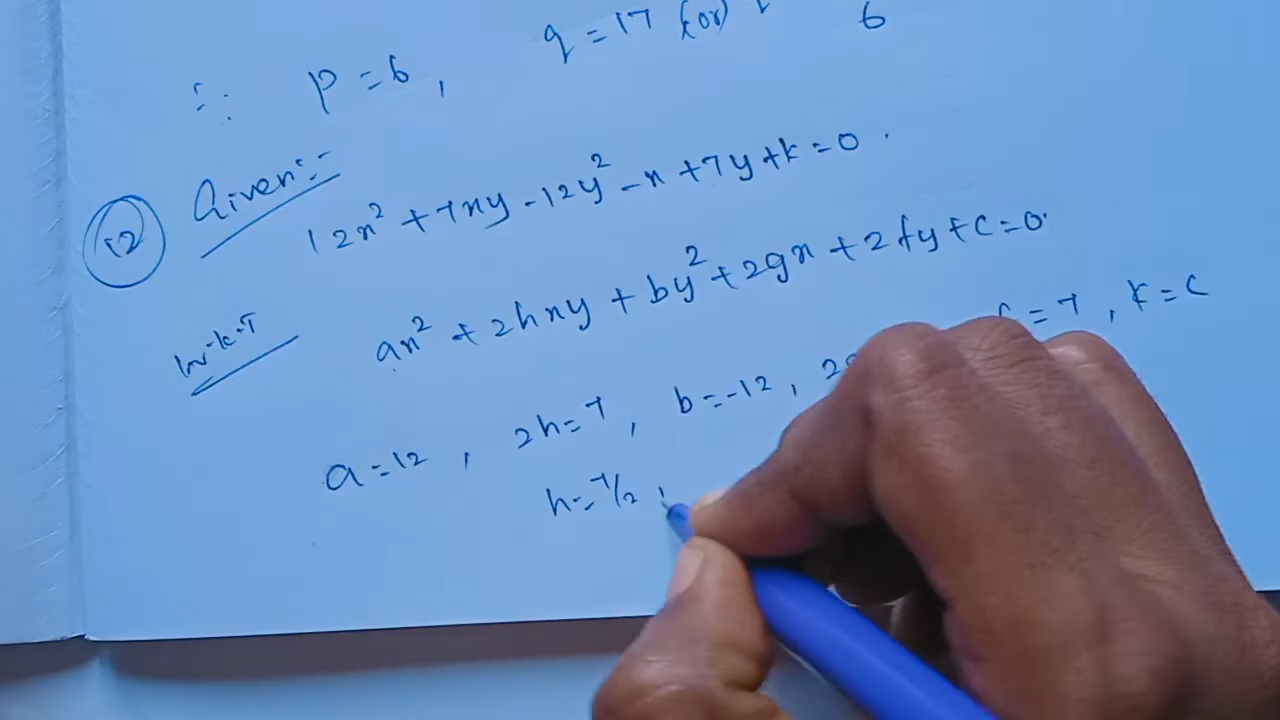 ∴ p = 6 , q = 17 (or) 6
(12) Given:-
12x² + 7xy - 12y² - x + 7y + k = 0 .
W.K.T ax² + 2hxy + by² + 2gx + 2fy + c = 0.
a = 12 , 2h = 7 , b = -12 , = 7 , k = c
h = 7/2